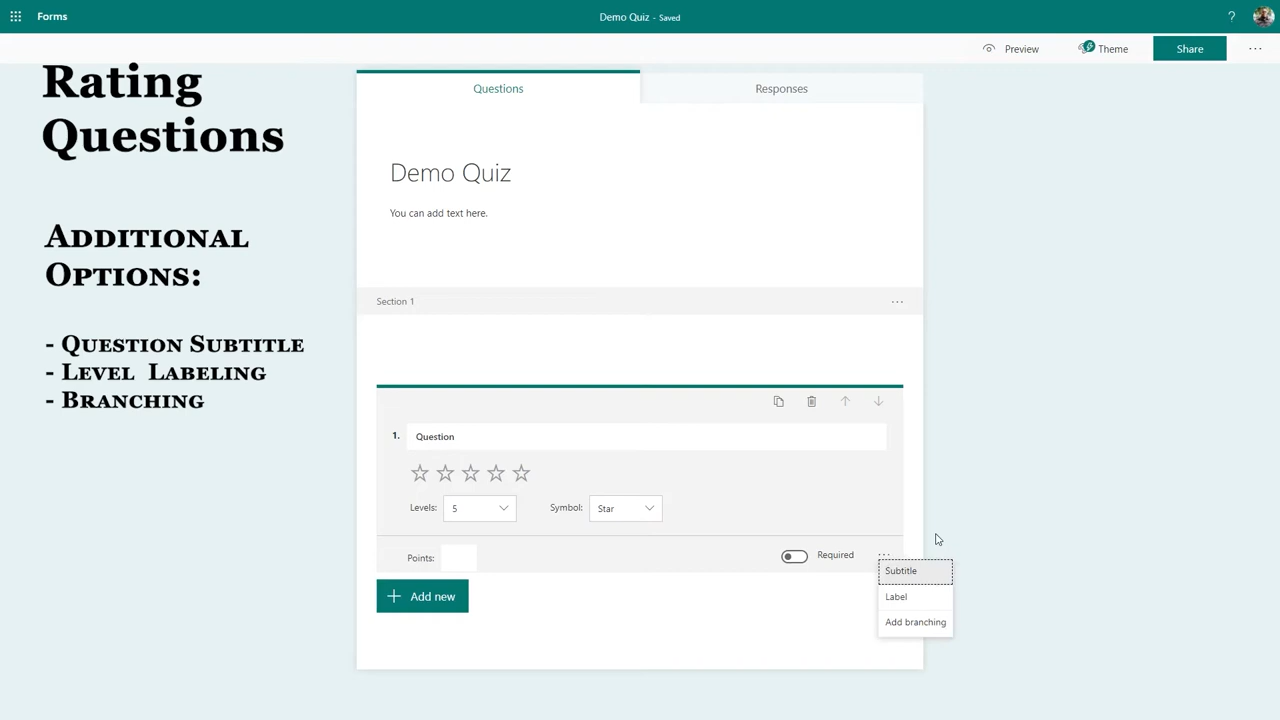 Forms
Demo Quiz - Saved
?
Preview
Theme
Share
Rating
Questions
Additional
Options:
- Question Subtitle
- Level Labeling
- Branching
Questions
Responses
Demo Quiz
You can add text here.
Section 1
1. Question
Levels: 5
Symbol: Star
Points:
Required
Subtitle
Label
Add branching
+ Add new